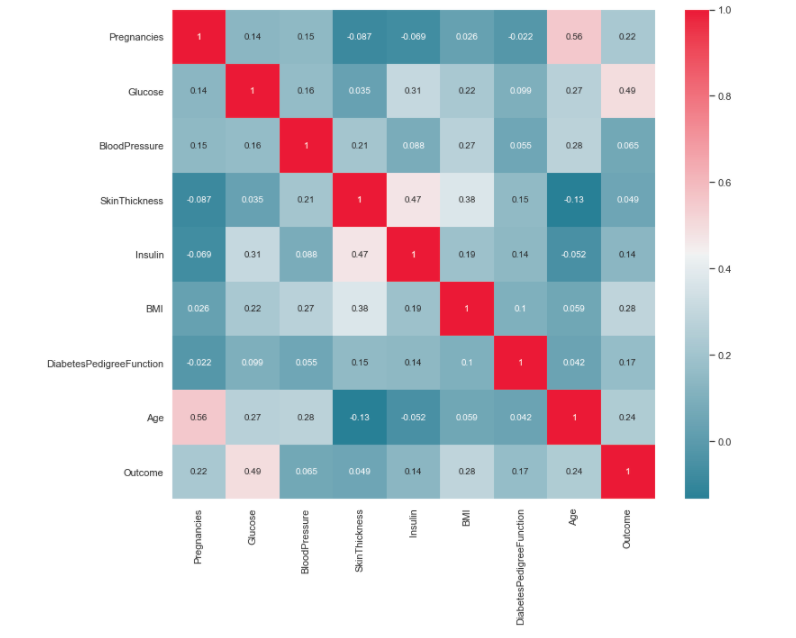 Pregnancies 1 0.14 0.15 -0.087 -0.069 0.026 -0.022 0.56 0.22
Glucose 0.14 1 0.16 0.035 0.31 0.22 0.099 0.27 0.49
BloodPressure 0.15 0.16 1 0.21 0.088 0.27 0.055 0.28 0.065
SkinThickness -0.087 0.035 0.21 1 0.47 0.38 0.15 -0.13 0.049
Insulin -0.069 0.31 0.088 0.47 1 0.19 0.14 -0.052 0.14
BMI 0.026 0.22 0.27 0.38 0.19 1 0.1 0.059 0.28
DiabetesPedigreeFunction -0.022 0.099 0.055 0.15 0.14 0.1 1 0.042 0.17
Age 0.56 0.27 0.28 -0.13 -0.052 0.059 0.042 1 0.24
Outcome 0.22 0.49 0.065 0.049 0.14 0.28 0.17 0.24 1
Pregnancies
Glucose
BloodPressure
SkinThickness
Insulin
BMI
DiabetesPedigreeFunction
Age
Outcome
1.0
0.8
0.6
0.4
0.2
0.0